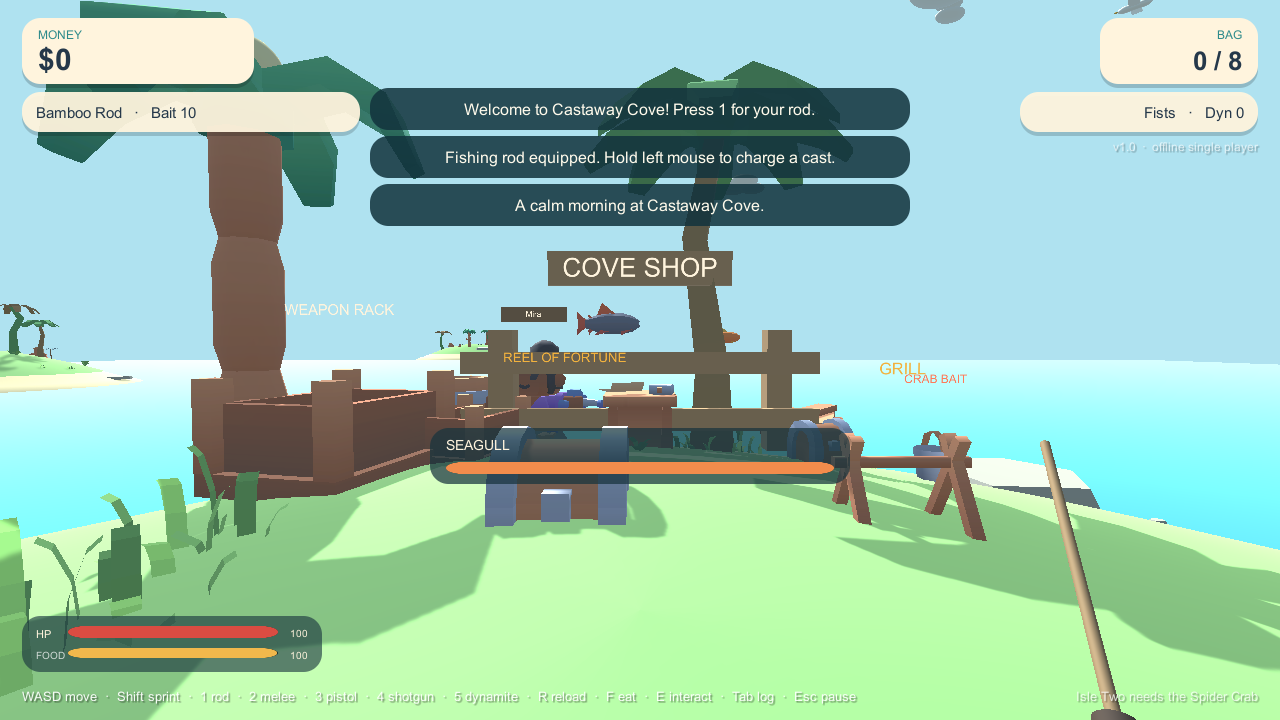 MONEY
$0
BAG
0 / 8
Bamboo Rod · Bait 10
Fists · Dyn 0
v1.0 · offline single player
Welcome to Castaway Cove! Press 1 for your rod.
Fishing rod equipped. Hold left mouse to charge a cast.
A calm morning at Castaway Cove.
COVE SHOP
WEAPON RACK
Mira
REEL OF FORTUNE
GRILL
CRAB BAIT
SEAGULL
HP 100
FOOD 100
WASD move · Shift sprint · 1 rod · 2 melee · 3 pistol · 4 shotgun · 5 dynamite · R reload · F eat · E interact · Tab log · Esc pause
Isle Two needs the Spider Crab